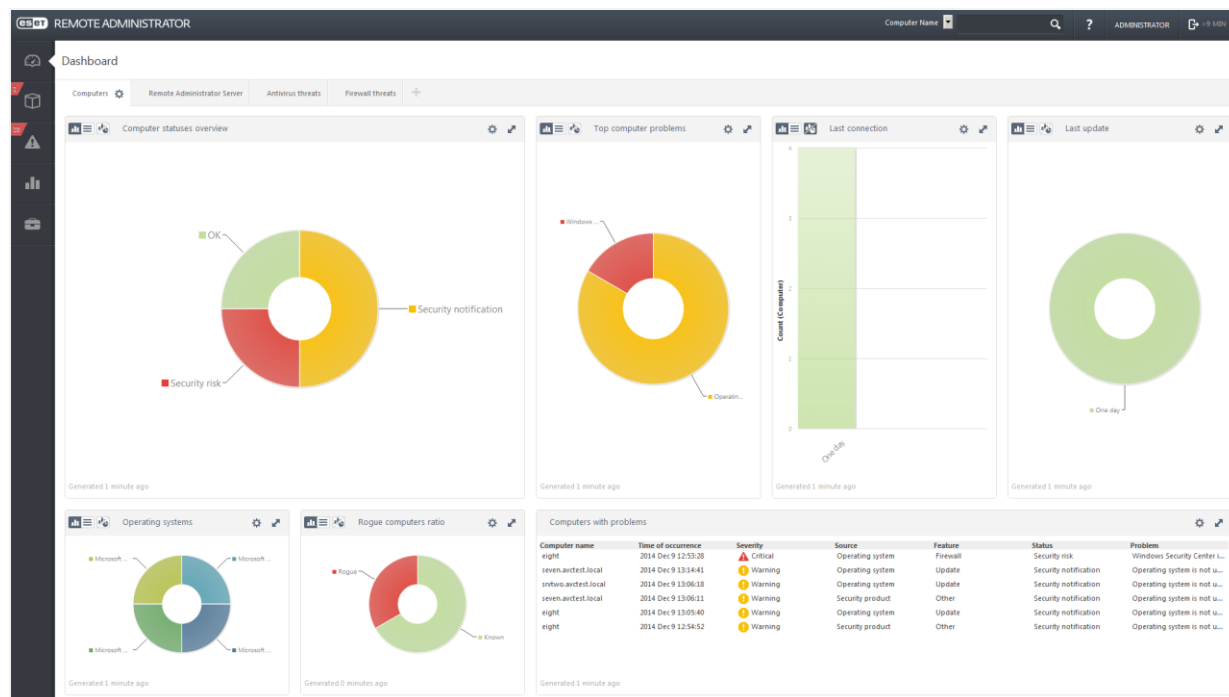 eset REMOTE ADMINISTRATOR
Computer Name
? ADMINISTRATOR >9 MIN
Dashboard
Computers Remote Administrator Server Antivirus threats Firewall threats
Computer statuses overview
OK
Security notification
Security risk
Generated 1 minute ago
Top computer problems
Windows ...
Operatin...
Generated 1 minute ago
Last connection
4
3
2
1
0
Count (Computer)
One day
Generated 1 minute ago
Last update
One day
Generated 1 minute ago
Operating systems
Microsoft ... Microsoft ...
Microsoft ... Microsoft ...
Generated 1 minute ago
Rogue computers ratio
Rogue
Known
Generated 0 minutes ago
Computers with problems
Computer name Time of occurrence Severity Source Feature Status Problem
eight 2014 Dec 9 12:53:28 Critical Operating system Firewall Security risk Windows Security Center i...
seven.avctest.local 2014 Dec 9 13:14:41 Warning Operating system Update Security notification Operating system is not u...
srvtwo.avctest.local 2014 Dec 9 13:06:18 Warning Operating system Update Security notification Operating system is not u...
seven.avctest.local 2014 Dec 9 13:06:11 Warning Security product Other Security notification Operating system is not u...
eight 2014 Dec 9 13:05:40 Warning Operating system Update Security notification Operating system is not u...
eight 2014 Dec 9 12:54:52 Warning Security product Other Security notification Operating system is not u...
Generated 1 minute ago